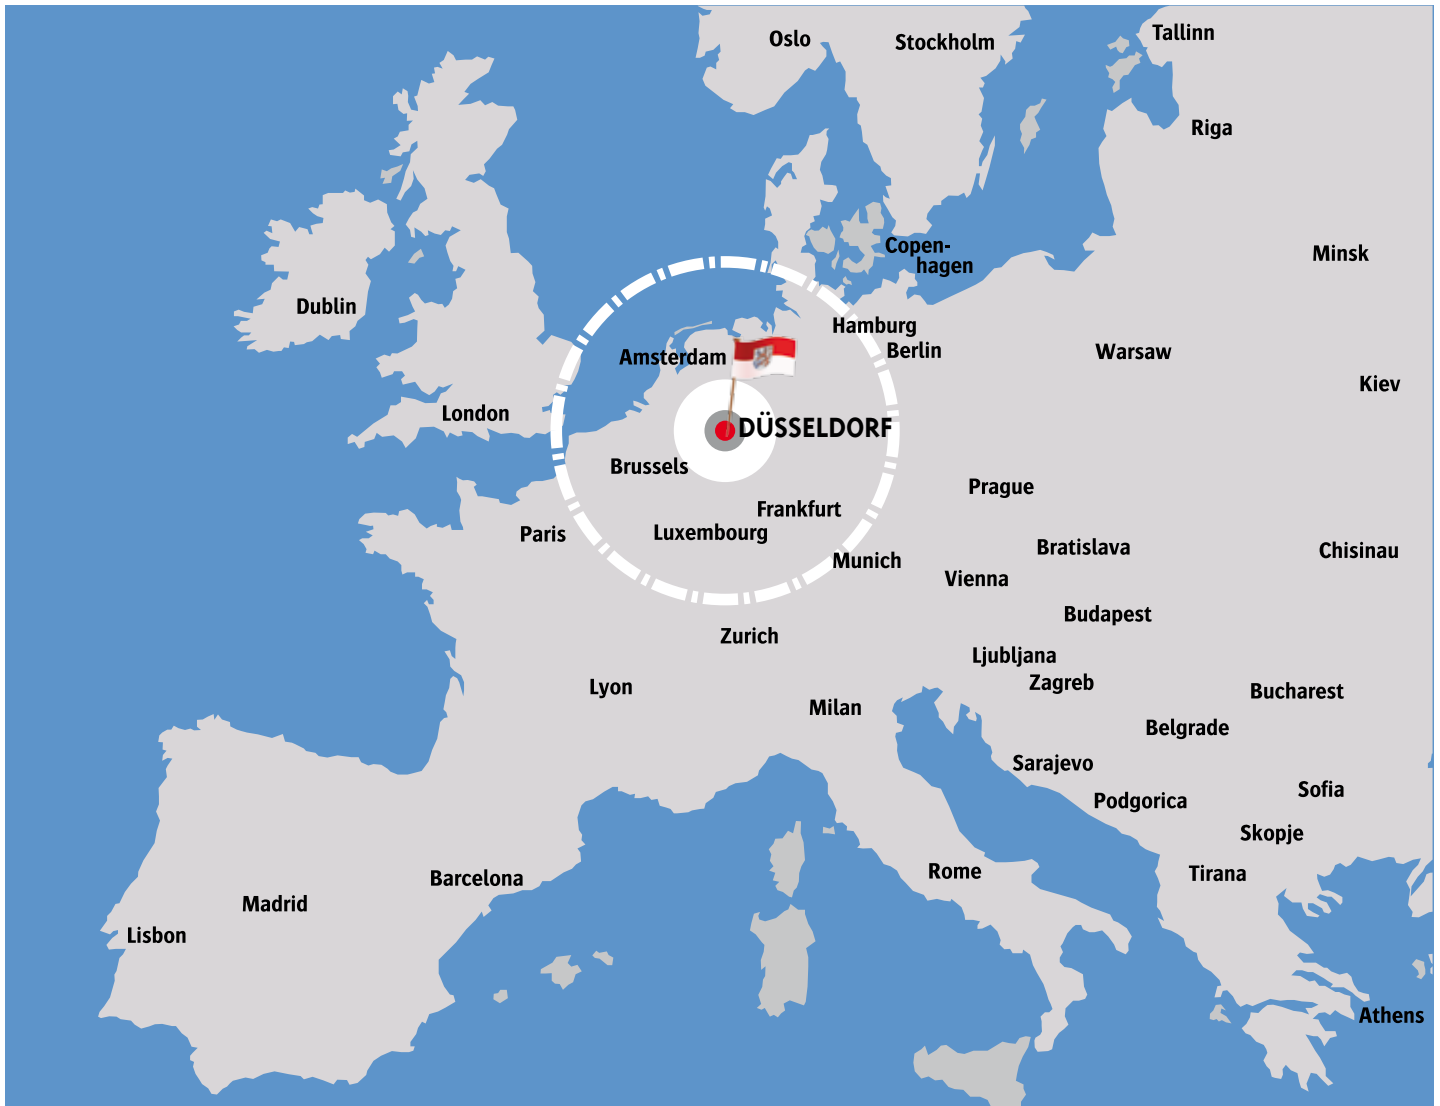 Tallinn
Oslo
Stockholm
Riga
Copen-
hagen
Minsk
Dublin
Hamburg
Berlin
Warsaw
Amsterdam
Kiev
London
DÜSSELDORF
Brussels
Prague
Frankfurt
Paris
Luxembourg
Bratislava
Chisinau
Munich
Vienna
Budapest
Zurich
Ljubljana
Zagreb
Lyon
Bucharest
Milan
Belgrade
Sarajevo
Sofia
Podgorica
Skopje
Rome
Tirana
Barcelona
Madrid
Lisbon
Athens